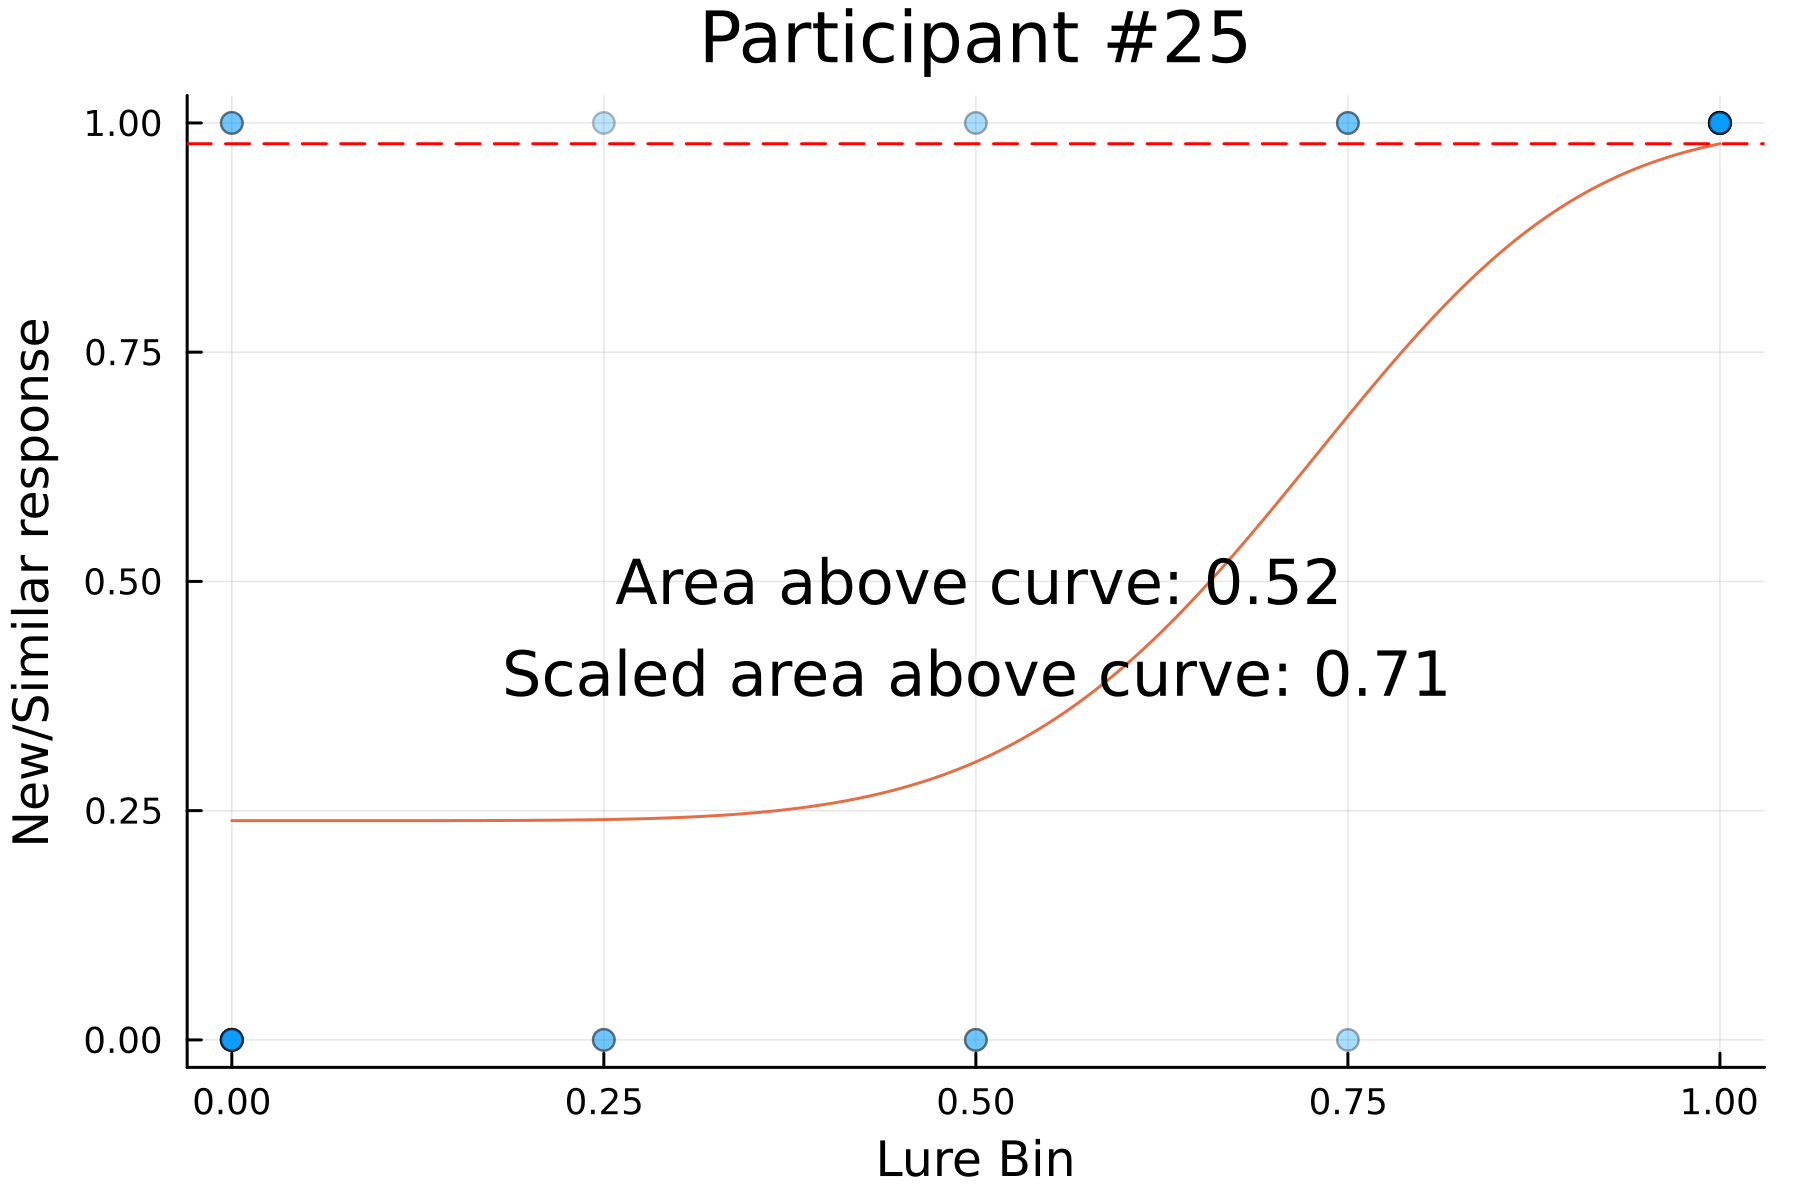 Participant #25
1.00
0.75
0.50
0.25
0.00
New/Similar response
Area above curve: 0.52
Scaled area above curve: 0.71
0.00 0.25 0.50 0.75 1.00
Lure Bin